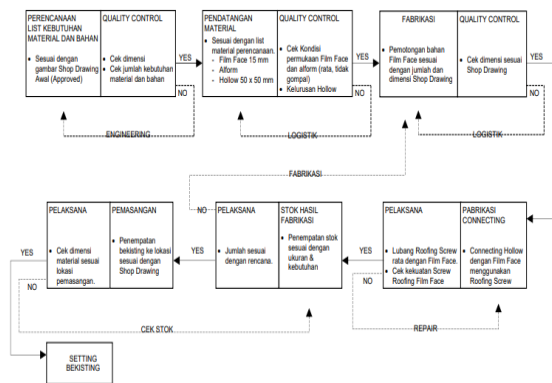 PERENCANAAN
LIST KEBUTUHAN
MATERIAL DAN BAHAN
• Sesuai dengan
gambar Shop Drawing
Awal (Approved)
QUALITY CONTROL
• Cek dimensi
• Cek jumlah kebutuhan
material dan bahan
YES
NO
ENGINEERING
PENDATANGAN
MATERIAL
• Sesuai dengan list
material perencanaan.
- Film Face 15 mm
- Alform
- Hollow 50 x 50 mm
QUALITY CONTROL
• Cek Kondisi
permukaan Film Face
dan alform (rata, tidak
gompal)
• Kelurusan Hollow
YES
NO
LOGISTIK
FABRIKASI
• Pemotongan bahan
Film Face sesuai
dengan jumlah dan
dimensi Shop Drawing
QUALITY CONTROL
• Cek dimensi sesuai
Shop Drawing
YES
NO
LOGISTIK
FABRIKASI
PELAKSANA
• Lubang Roofing Screw
rata dengan Film Face.
• Cek kekuatan Screw
Roofing Film Face
PABRIKASI
CONNECTING
• Connecting Hollow
dengan Film Face
menggunakan
Roofing Screw
YES
NO
REPAIR
PELAKSANA
• Jumlah sesuai
dengan rencana.
STOK HASIL
FABRIKASI
• Penempatan stok
sesuai dengan
ukuran &
kebutuhan
NO
YES
PELAKSANA
• Cek dimensi
material sesuai
lokasi
pemasangan.
PEMASANGAN
• Penempatan
bekisting ke lokasi
sesuai dengan
Shop Drawing
YES
NO
CEK STOK
SETTING
BEKISTING